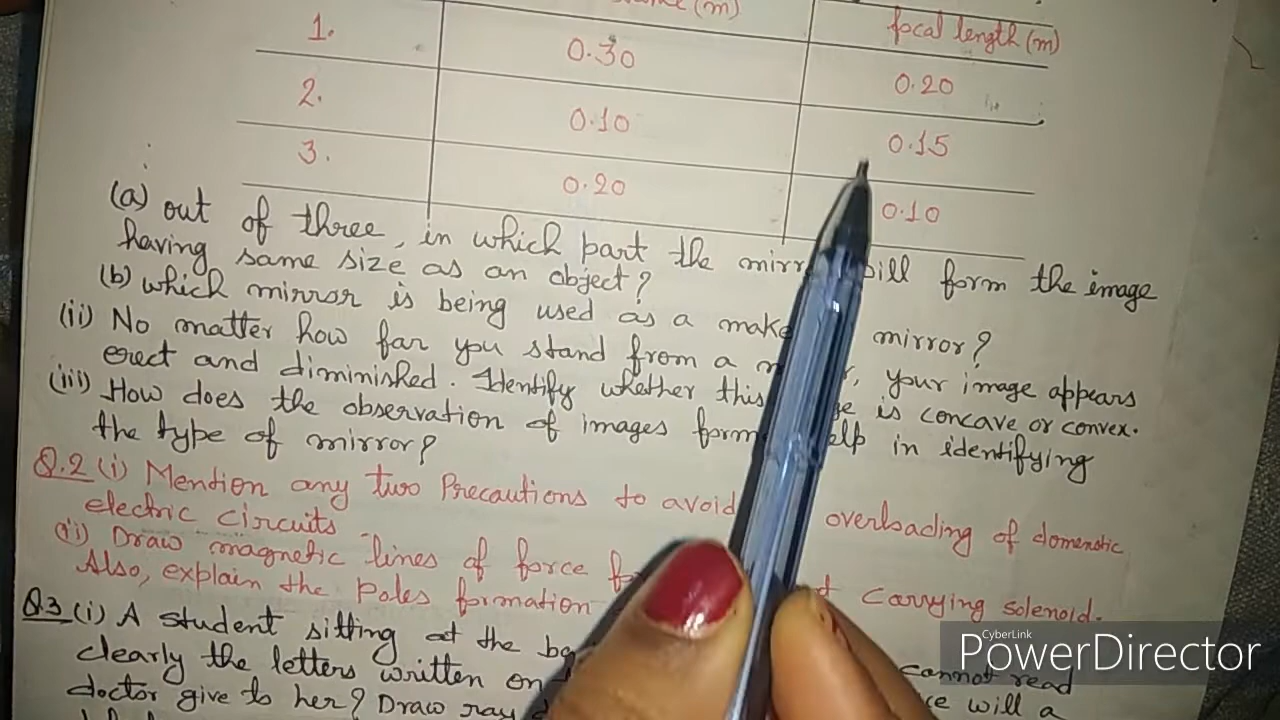 (m)
focal length (m)
1. 0.30 0.20
2. 0.10 0.15
3. 0.20 0.10
(a) out of three, in which part the will form the image
having same size as an object?
(b) which mirror is being used as a make mirror?
(ii) No matter how far you stand from a your image appears
erect and diminished. Identify whether this is concave or convex.
(iii) How does the observation of images in identifying
the type of mirror?
Q.2 (i) Mention any two Precautions to avoid overloading of domenstic
electric circuits
(ii) Draw magnetic lines of force carrying solenoid.
Also, explain the Poles formation
Q.3 (i) A student sitting at the cannot read
clearly the letters written on will a
doctor give to her? Draw ray
CyberLink
PowerDirector